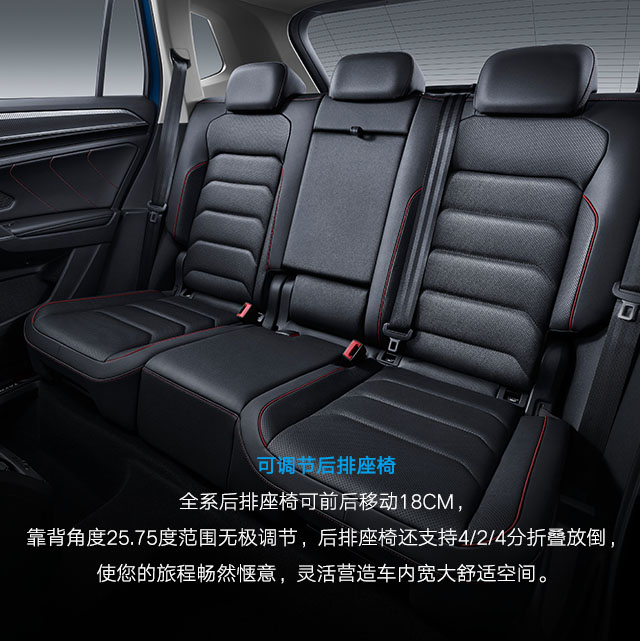 可调节后排座椅
全系后排座椅可前后移动18CM，
靠背角度25.75度范围无极调节，后排座椅还支持4/2/4分折叠放倒，
使您的旅程畅然惬意，灵活营造车内宽大舒适空间。